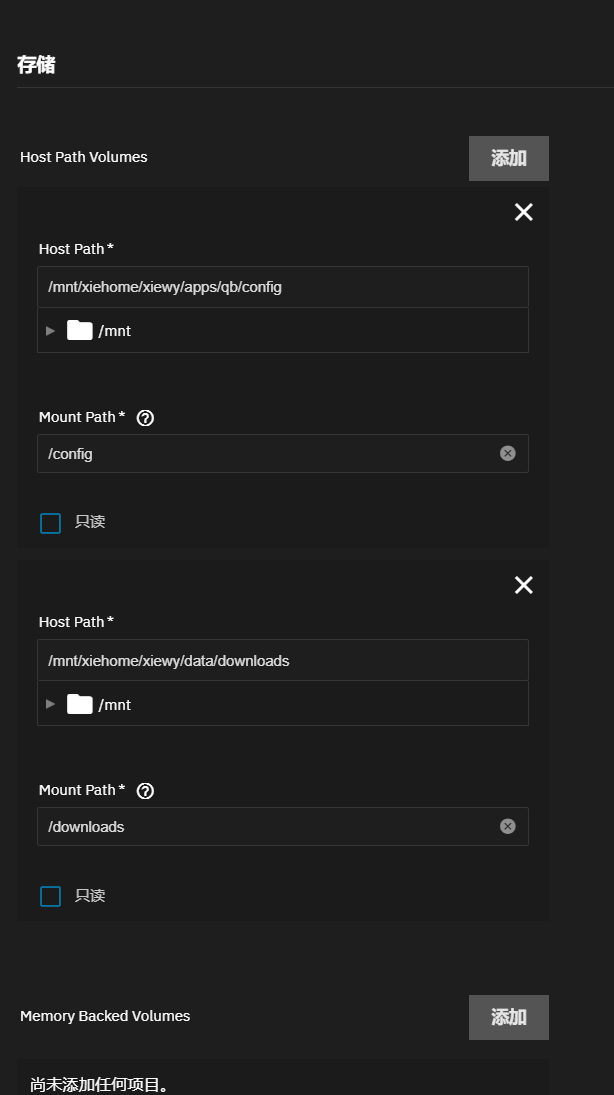 存储
Host Path Volumes
添加
Host Path*
/mnt/xiehome/xiewy/apps/qb/config
/mnt
Mount Path*
/config
只读
Host Path*
/mnt/xiehome/xiewy/data/downloads
/mnt
Mount Path*
/downloads
只读
Memory Backed Volumes
添加
尚未添加任何项目。